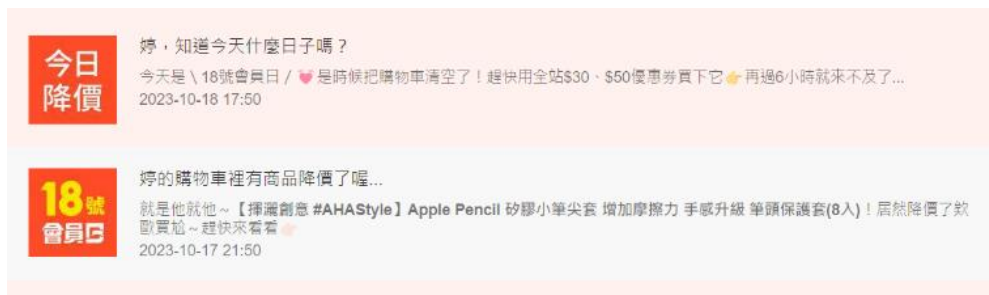 今日
降價
婷，知道今天什麼日子嗎？
今天是 \ 18號會員日 / 💓 是時候把購物車清空了！趕快用全站$30、$50優惠券買下它👉再過6小時就來不及了...
2023-10-18 17:50
18號
會員日
婷的購物車裡有商品降價了喔...
就是他就他～【揮灑創意 #AHAStyle】Apple Pencil 矽膠小筆尖套 增加摩擦力 手感升級 筆頭保護套(8入)！居然降價了欸
歐買尬～趕快來看看👉🏻
2023-10-17 21:50